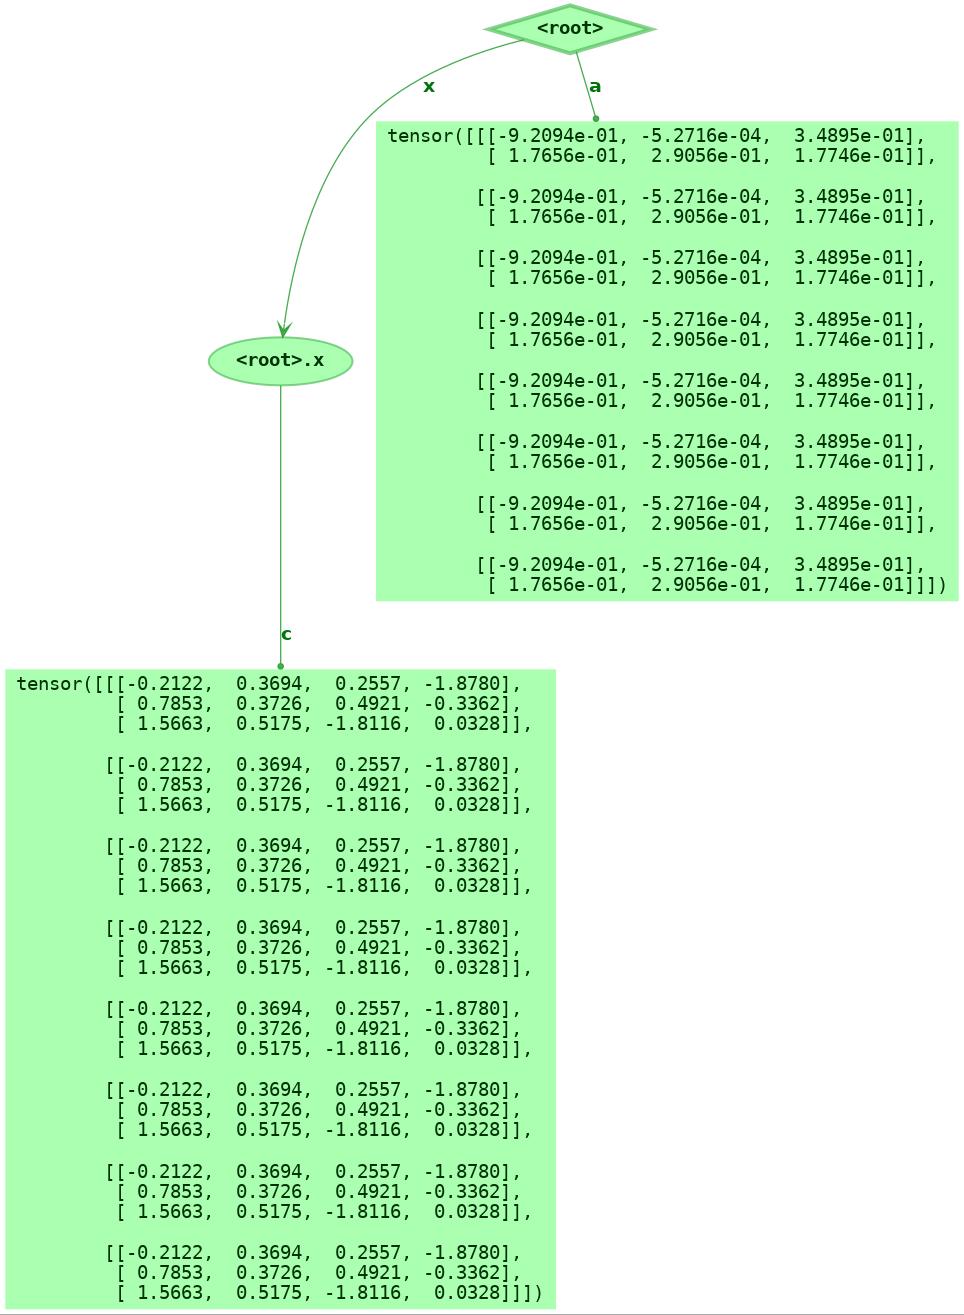 <root>
x
a
tensor([[[-9.2094e-01, -5.2716e-04,  3.4895e-01],
         [ 1.7656e-01,  2.9056e-01,  1.7746e-01]],

        [[-9.2094e-01, -5.2716e-04,  3.4895e-01],
         [ 1.7656e-01,  2.9056e-01,  1.7746e-01]],

        [[-9.2094e-01, -5.2716e-04,  3.4895e-01],
         [ 1.7656e-01,  2.9056e-01,  1.7746e-01]],

        [[-9.2094e-01, -5.2716e-04,  3.4895e-01],
         [ 1.7656e-01,  2.9056e-01,  1.7746e-01]],

        [[-9.2094e-01, -5.2716e-04,  3.4895e-01],
         [ 1.7656e-01,  2.9056e-01,  1.7746e-01]],

        [[-9.2094e-01, -5.2716e-04,  3.4895e-01],
         [ 1.7656e-01,  2.9056e-01,  1.7746e-01]],

        [[-9.2094e-01, -5.2716e-04,  3.4895e-01],
         [ 1.7656e-01,  2.9056e-01,  1.7746e-01]],

        [[-9.2094e-01, -5.2716e-04,  3.4895e-01],
         [ 1.7656e-01,  2.9056e-01,  1.7746e-01]]])
<root>.x
c
tensor([[[-0.2122,  0.3694,  0.2557, -1.8780],
         [ 0.7853,  0.3726,  0.4921, -0.3362],
         [ 1.5663,  0.5175, -1.8116,  0.0328]],

        [[-0.2122,  0.3694,  0.2557, -1.8780],
         [ 0.7853,  0.3726,  0.4921, -0.3362],
         [ 1.5663,  0.5175, -1.8116,  0.0328]],

        [[-0.2122,  0.3694,  0.2557, -1.8780],
         [ 0.7853,  0.3726,  0.4921, -0.3362],
         [ 1.5663,  0.5175, -1.8116,  0.0328]],

        [[-0.2122,  0.3694,  0.2557, -1.8780],
         [ 0.7853,  0.3726,  0.4921, -0.3362],
         [ 1.5663,  0.5175, -1.8116,  0.0328]],

        [[-0.2122,  0.3694,  0.2557, -1.8780],
         [ 0.7853,  0.3726,  0.4921, -0.3362],
         [ 1.5663,  0.5175, -1.8116,  0.0328]],

        [[-0.2122,  0.3694,  0.2557, -1.8780],
         [ 0.7853,  0.3726,  0.4921, -0.3362],
         [ 1.5663,  0.5175, -1.8116,  0.0328]],

        [[-0.2122,  0.3694,  0.2557, -1.8780],
         [ 0.7853,  0.3726,  0.4921, -0.3362],
         [ 1.5663,  0.5175, -1.8116,  0.0328]],

        [[-0.2122,  0.3694,  0.2557, -1.8780],
         [ 0.7853,  0.3726,  0.4921, -0.3362],
         [ 1.5663,  0.5175, -1.8116,  0.0328]]])